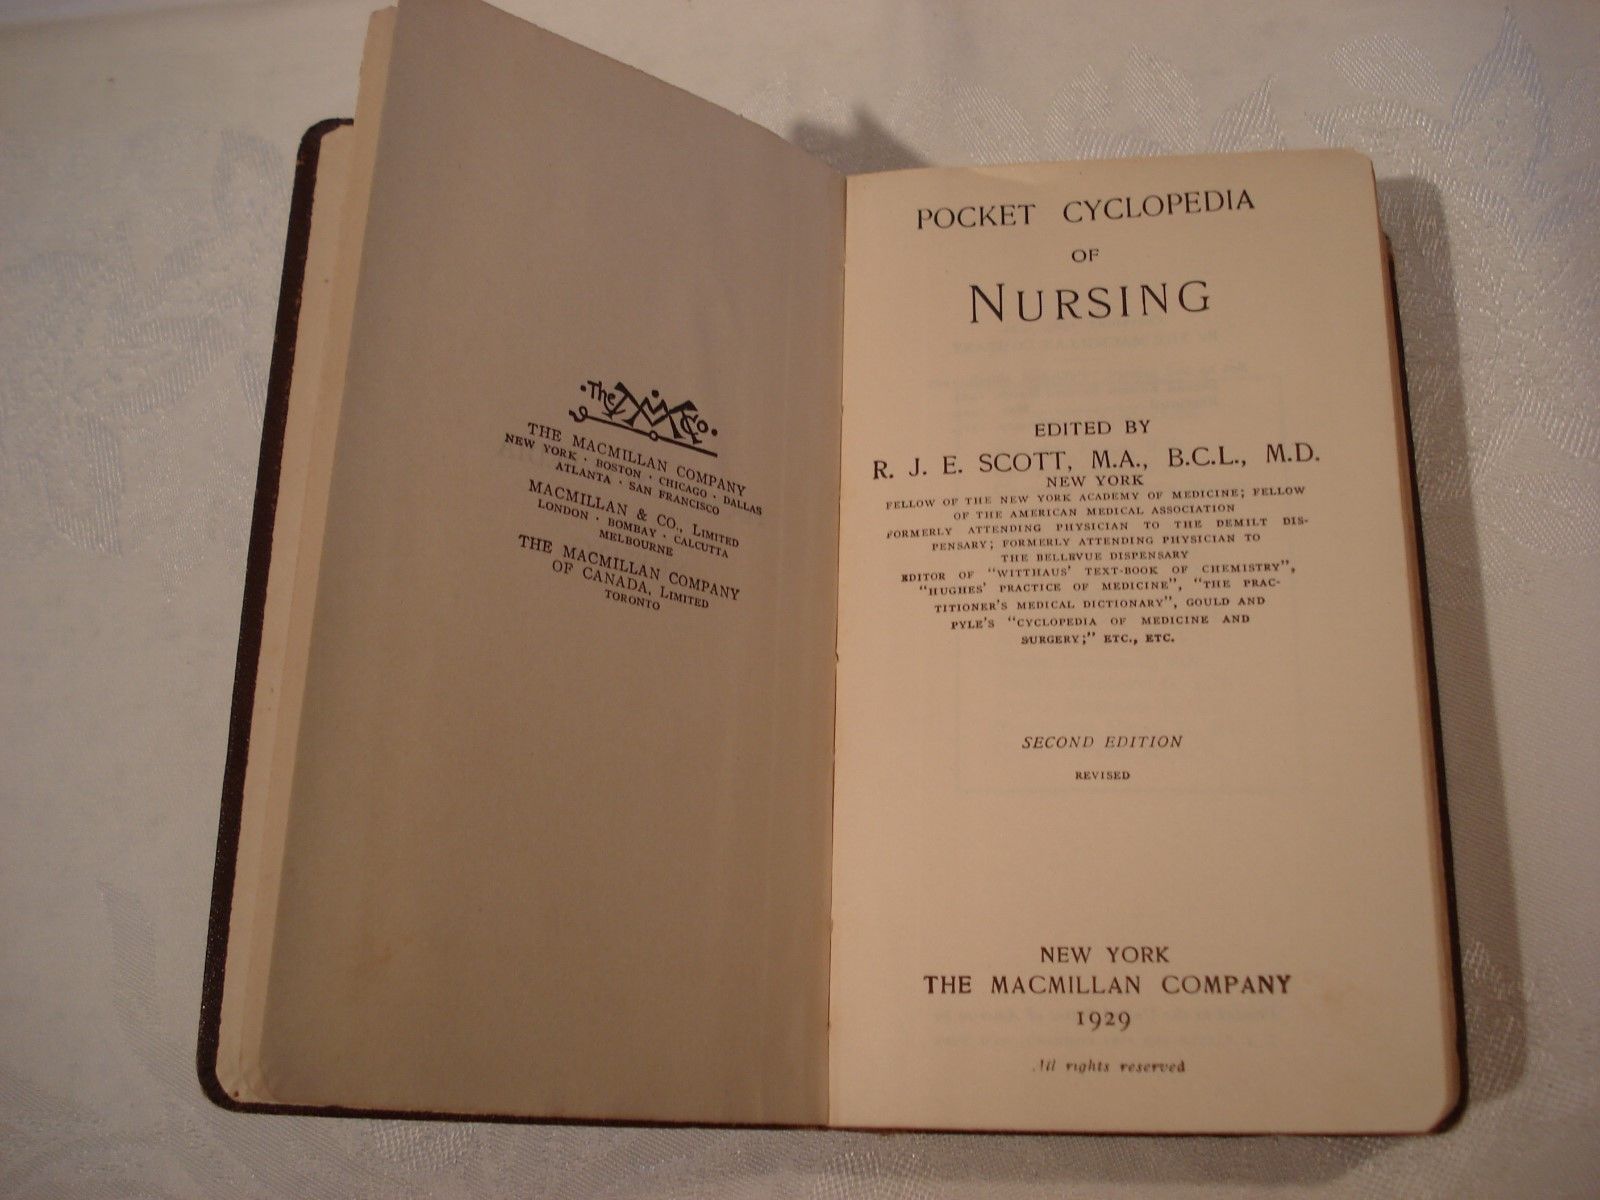 The M Co.
THE MACMILLAN COMPANY
NEW YORK · BOSTON · CHICAGO · DALLAS
ATLANTA · SAN FRANCISCO
MACMILLAN & CO., LIMITED
LONDON · BOMBAY · CALCUTTA
MELBOURNE
THE MACMILLAN COMPANY
OF CANADA, LIMITED
TORONTO
POCKET CYCLOPEDIA
OF
NURSING
EDITED BY
R. J. E. SCOTT, M.A., B.C.L., M.D.
NEW YORK
FELLOW OF THE NEW YORK ACADEMY OF MEDICINE; FELLOW
OF THE AMERICAN MEDICAL ASSOCIATION
FORMERLY ATTENDING PHYSICIAN TO THE DEMILT DIS-
PENSARY; FORMERLY ATTENDING PHYSICIAN TO
THE BELLEVUE DISPENSARY
EDITOR OF "WITTHAUS' TEXT-BOOK OF CHEMISTRY",
"HUGHES' PRACTICE OF MEDICINE", "THE PRAC-
TITIONER'S MEDICAL DICTIONARY", GOULD AND
PYLE'S "CYCLOPEDIA OF MEDICINE AND
SURGERY;" ETC., ETC.
SECOND EDITION
REVISED
NEW YORK
THE MACMILLAN COMPANY
1929
All rights reserved